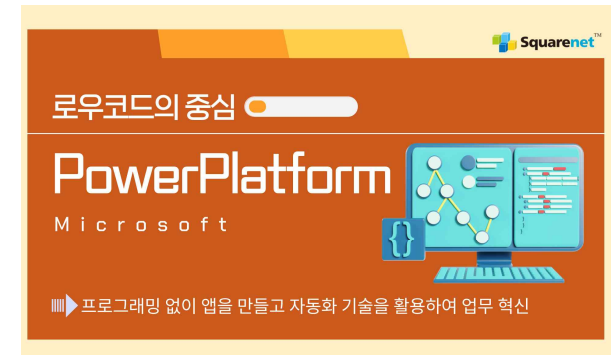 Squarenet™
로우코드의 중심
PowerPlatform
Microsoft
프로그래밍 없이 앱을 만들고 자동화 기술을 활용하여 업무 혁신